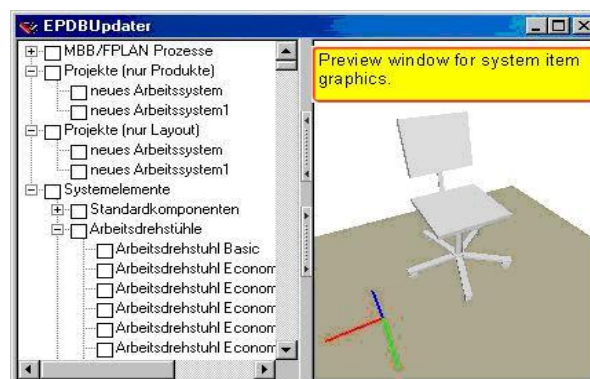 EPDBUpdater
MBB/FPLAN Prozesse
Projekte (nur Produkte)
neues Arbeitssystem
neues Arbeitssystem1
Projekte (nur Layout)
neues Arbeitssystem
neues Arbeitssystem1
Systemelemente
Standardkomponenten
Arbeitsdrehstühle
Arbeitsdrehstuhl Basic
Arbeitsdrehstuhl Econom
Arbeitsdrehstuhl Econom
Arbeitsdrehstuhl Econom
Arbeitsdrehstuhl Econom
Arbeitsdrehstuhl Econom
Preview window for system item
graphics.